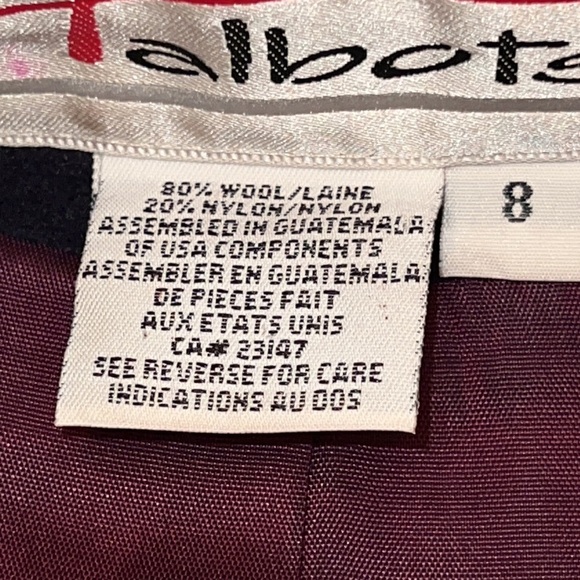 Talbots
80% WOOL/LAINE
20% NYLON/NYLON
ASSEMBLED IN GUATEMALA
OF USA COMPONENTS
ASSEMBLER EN GUATEMALA
DE PIECES FAIT
AUX ETATS UNIS
CA# 23147
SEE REVERSE FOR CARE
INDICATIONS AU DOS
8